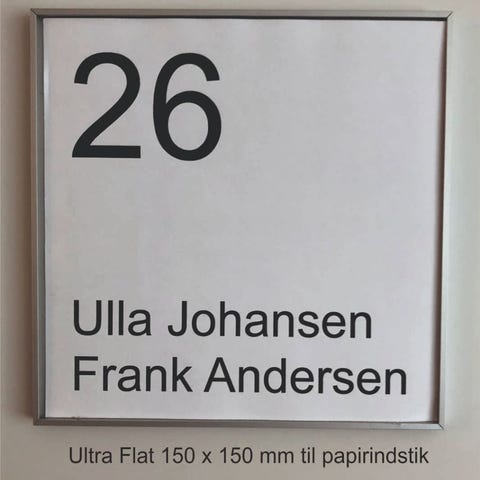 26
Ulla Johansen
Frank Andersen
Ultra Flat 150 x 150 mm til papirindstik